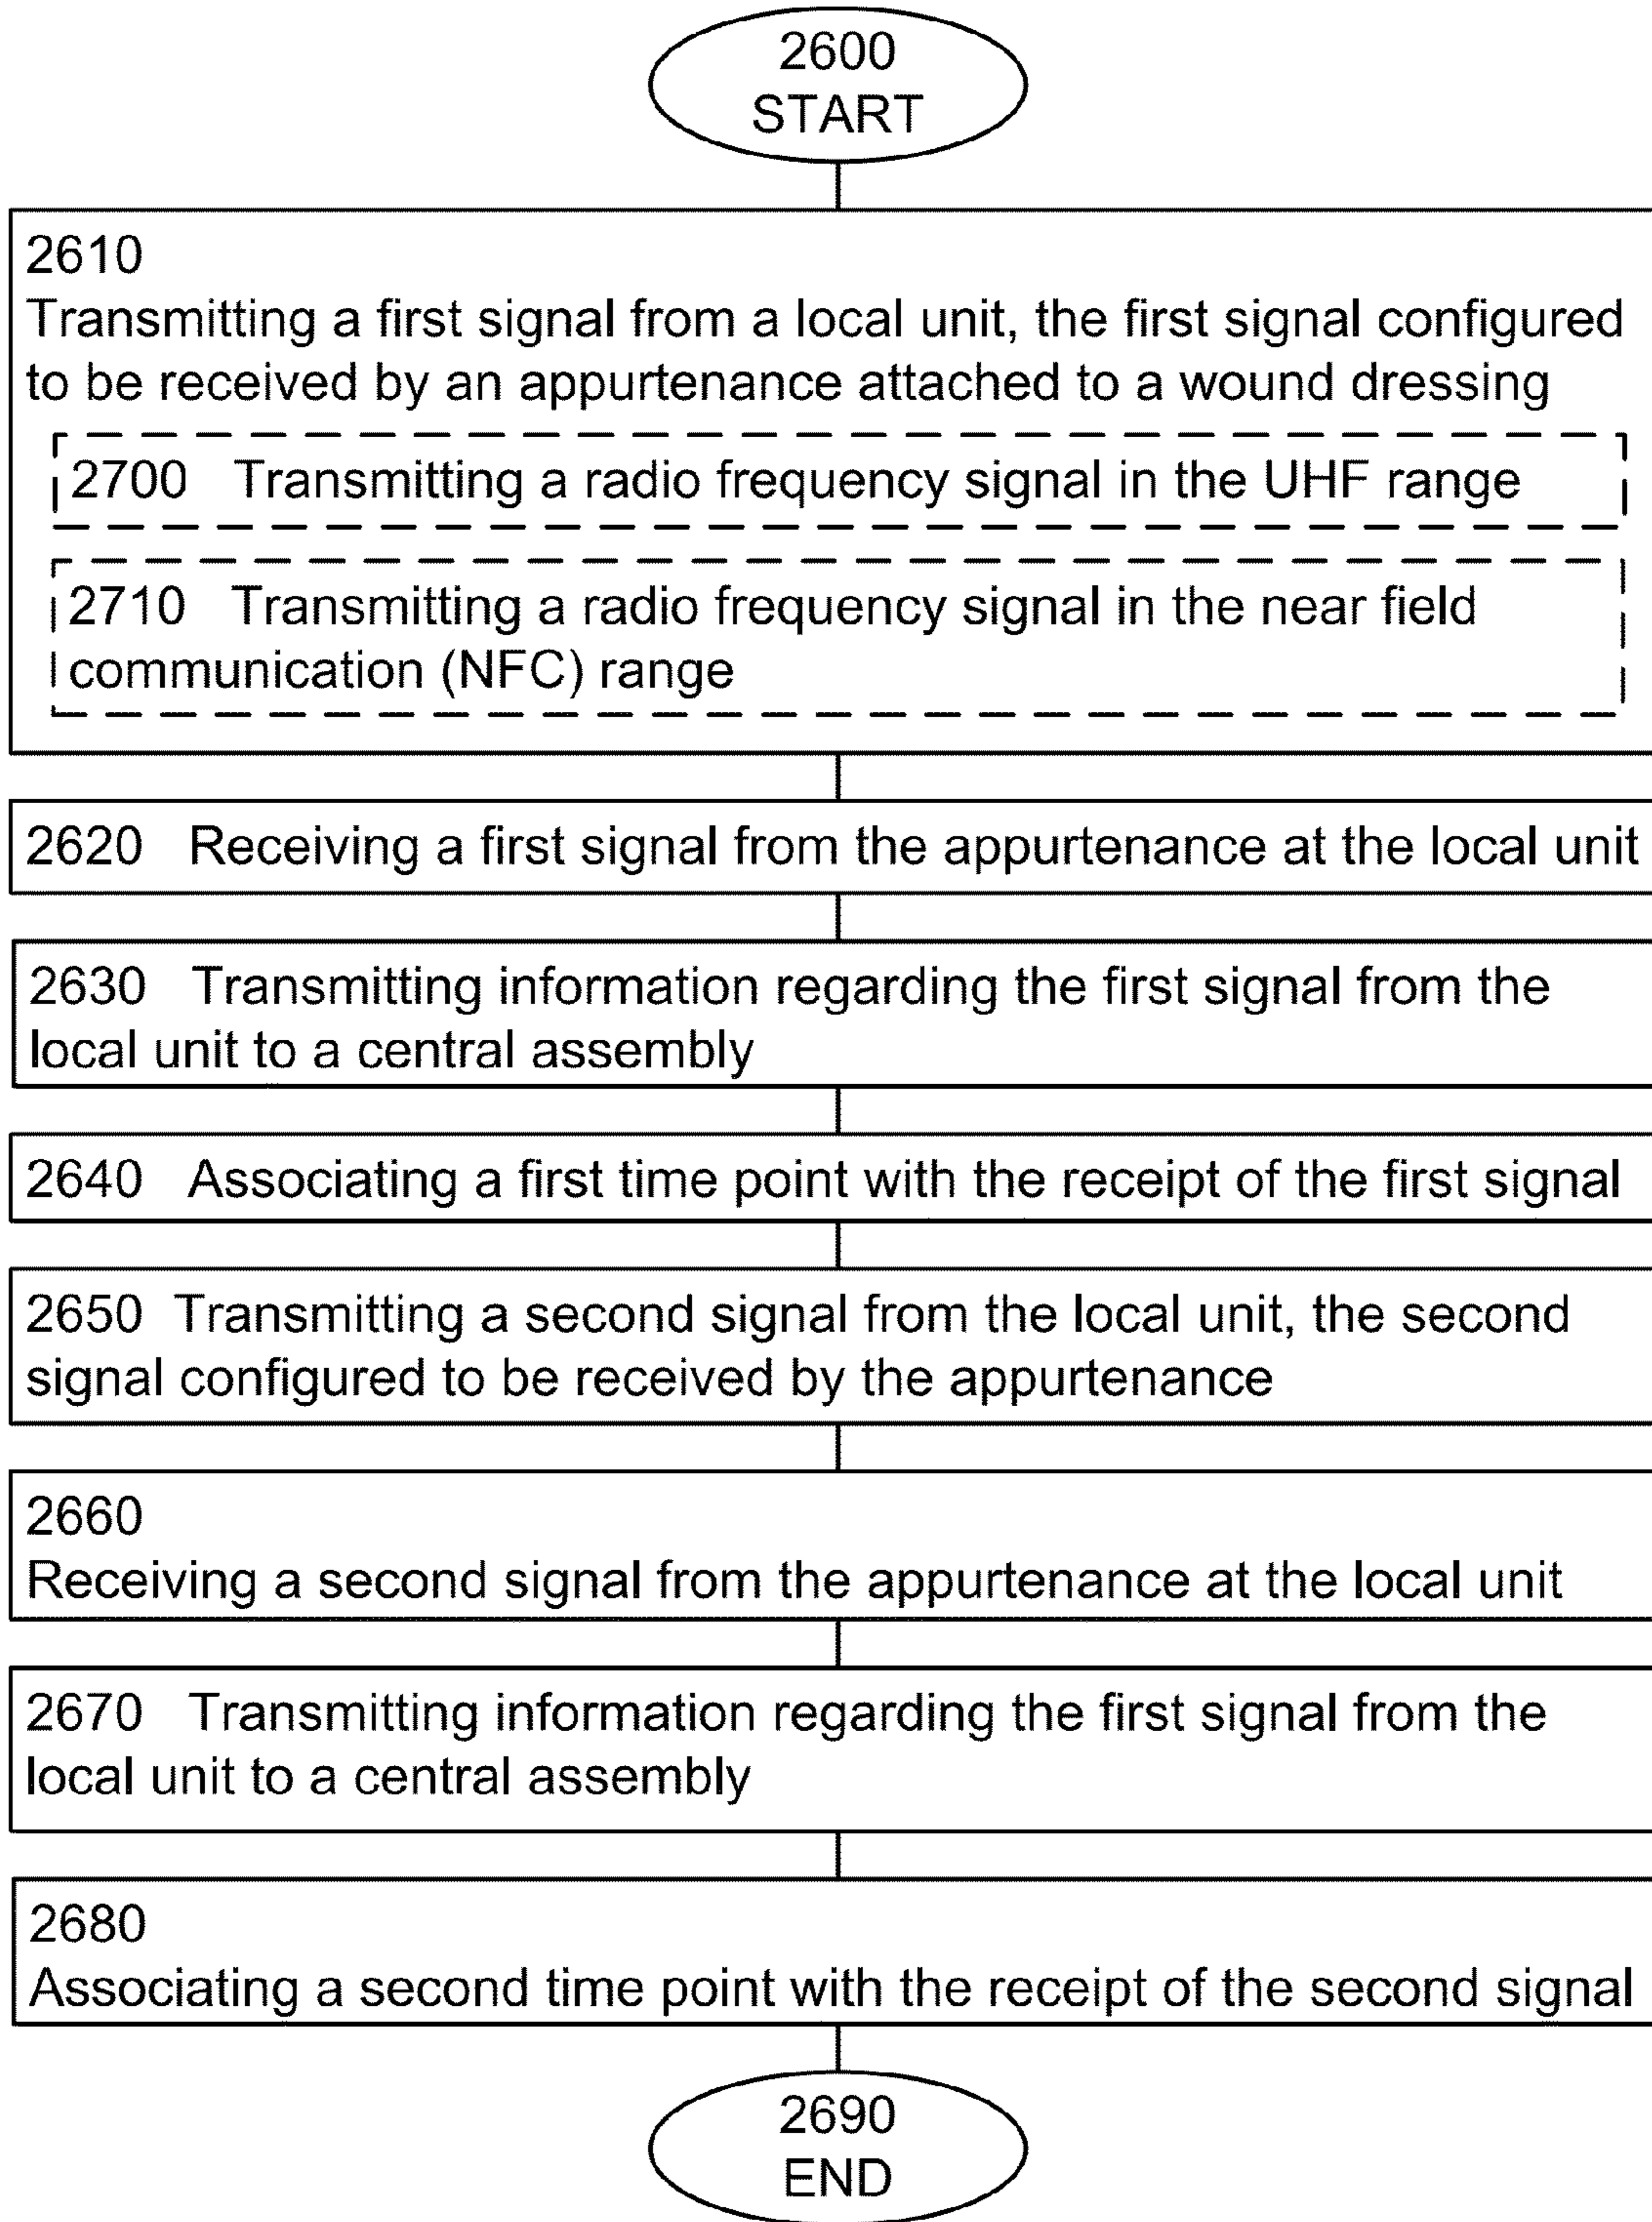 2600
START
2610
Transmitting a first signal from a local unit, the first signal configured
to be received by an appurtenance attached to a wound dressing
2700 Transmitting a radio frequency signal in the UHF range
2710 Transmitting a radio frequency signal in the near field
communication (NFC) range
2620 Receiving a first signal from the appurtenance at the local unit
2630 Transmitting information regarding the first signal from the
local unit to a central assembly
2640 Associating a first time point with the receipt of the first signal
2650 Transmitting a second signal from the local unit, the second
signal configured to be received by the appurtenance
2660
Receiving a second signal from the appurtenance at the local unit
2670 Transmitting information regarding the first signal from the
local unit to a central assembly
2680
Associating a second time point with the receipt of the second signal
2690
END